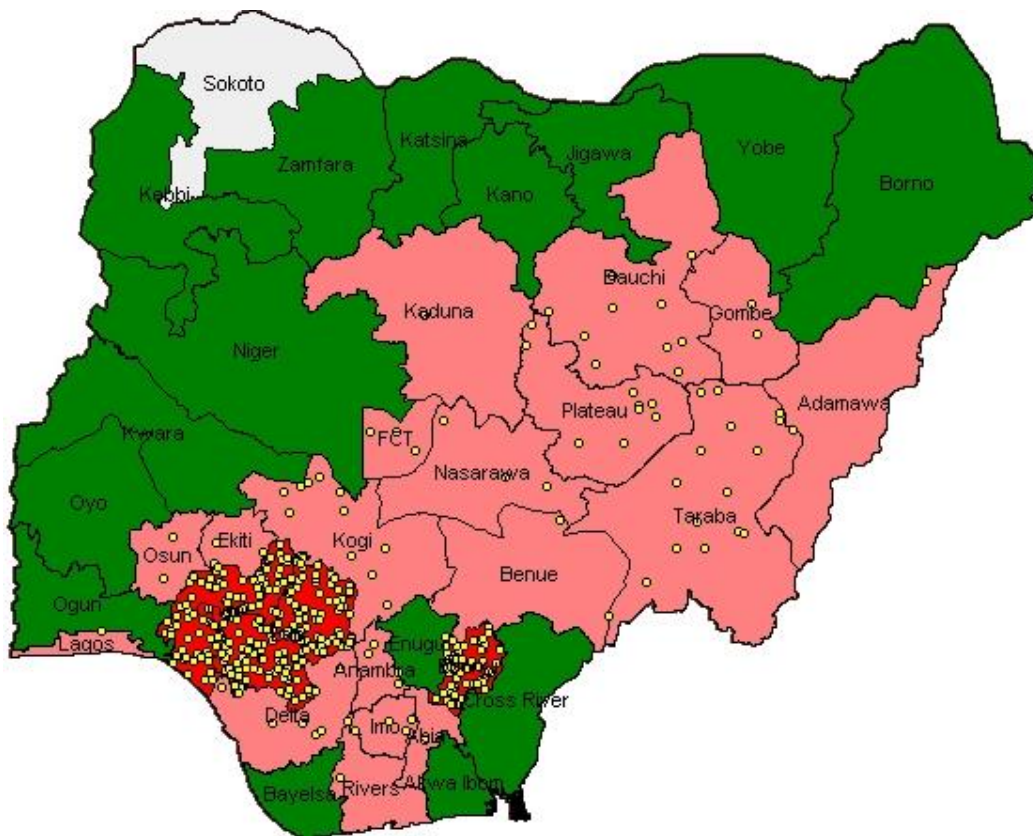 Sokoto
Katsina
Jigawa
Yobe
Zamfara
Kano
Borno
Kebbi
Bauchi
Kaduna
Gombe
Niger
Adamawa
Plateau
FCT
Kwara
Nasarawa
Oyo
Taraba
Ekiti
Kogi
Osun
Benue
Ogun
Lagos
Enugu
Anambra
Cross River
Delta
Imo
Abia
Bayelsa
Rivers
Akwa Ibom